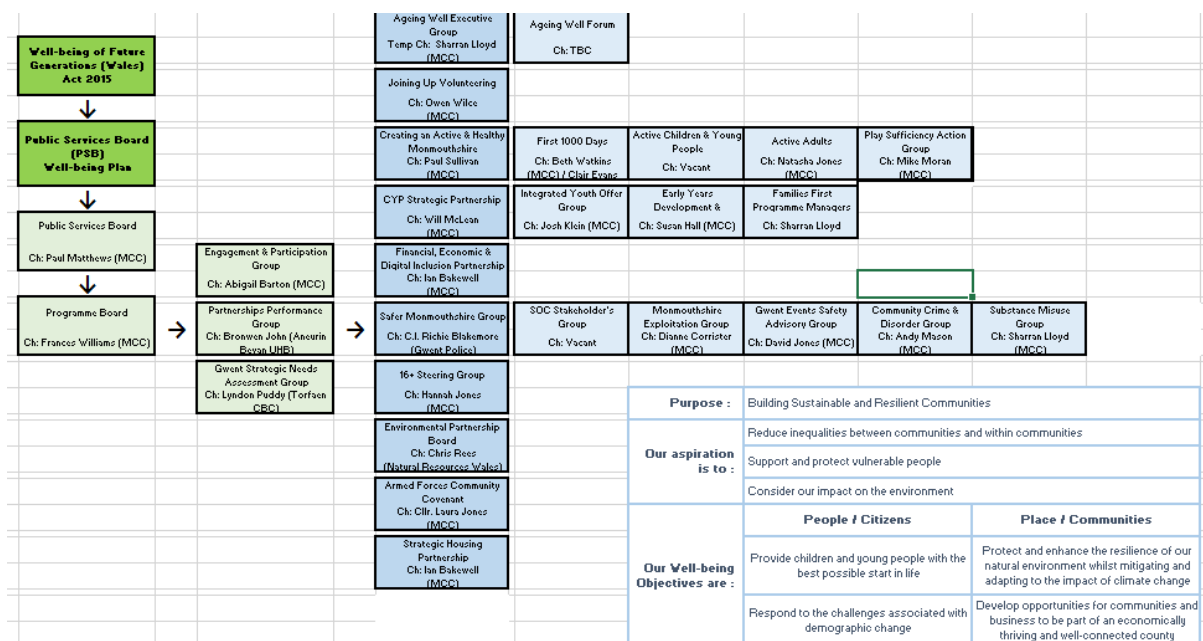 Well-being of Future
Generations (Wales)
Act 2015
↓
Public Services Board
(PSB)
Well-being Plan
↓
Public Services Board
Ch: Paul Matthews (MCC)
↓
Programme Board
Ch: Frances Williams (MCC)
→
Engagement & Participation
Group
Ch: Abigail Barton (MCC)
Partnerships Performance
Group
Ch: Bronwen John (Aneurin
Bevan UHB)
Gwent Strategic Needs
Assessment Group
Ch: Lyndon Puddy (Torfaen
CBC)
→
Ageing Well Executive
Group
Temp Ch: Sharran Lloyd
(MCC)
Ageing Well Forum
Ch: TBC
Joining Up Volunteering
Ch: Owen Wilce
(MCC)
Creating an Active & Healthy
Monmouthshire
Ch: Paul Sullivan
(MCC)
First 1000 Days
Ch: Beth Watkins
(MCC) / Clair Evans
Active Children & Young
People
Ch: Vacant
Active Adults
Ch: Natasha Jones
(MCC)
Play Sufficiency Action
Group
Ch: Mike Moran
(MCC)
CYP Strategic Partnership
Ch: Will McLean
(MCC)
Integrated Youth Offer
Group
Ch: Josh Klein (MCC)
Early Years
Development &
Ch: Susan Hall (MCC)
Families First
Programme Managers
Ch: Sharran Lloyd
Financial, Economic &
Digital Inclusion Partnership
Ch: Ian Bakewell
(MCC)
Safer Monmouthshire Group
Ch: C.I. Richie Blakemore
(Gwent Police)
SOC Stakeholder's
Group
Ch: Vacant
Monmouthshire
Exploitation Group
Ch: Dianne Corrister
(MCC)
Gwent Events Safety
Advisory Group
Ch: David Jones (MCC)
Community Crime &
Disorder Group
Ch: Andy Mason
(MCC)
Substance Misuse
Group
Ch: Sharran Lloyd
(MCC)
16+ Steering Group
Ch: Hannah Jones
(MCC)
Environmental Partnership
Board
Ch: Chris Rees
(Natural Resources Wales)
Armed Forces Community
Covenant
Ch: Cllr. Laura Jones
(MCC)
Strategic Housing
Partnership
Ch: Ian Bakewell
(MCC)
Purpose :
Building Sustainable and Resilient Communities
Our aspiration
is to :
Reduce inequalities between communities and within communities
Support and protect vulnerable people
Consider our impact on the environment
Our Well-being
Objectives are :
People / Citizens
Place / Communities
Provide children and young people with the
best possible start in life
Protect and enhance the resilience of our
natural environment whilst mitigating and
adapting to the impact of climate change
Respond to the challenges associated with
demographic change
Develop opportunities for communities and
business to be part of an economically
thriving and well-connected county